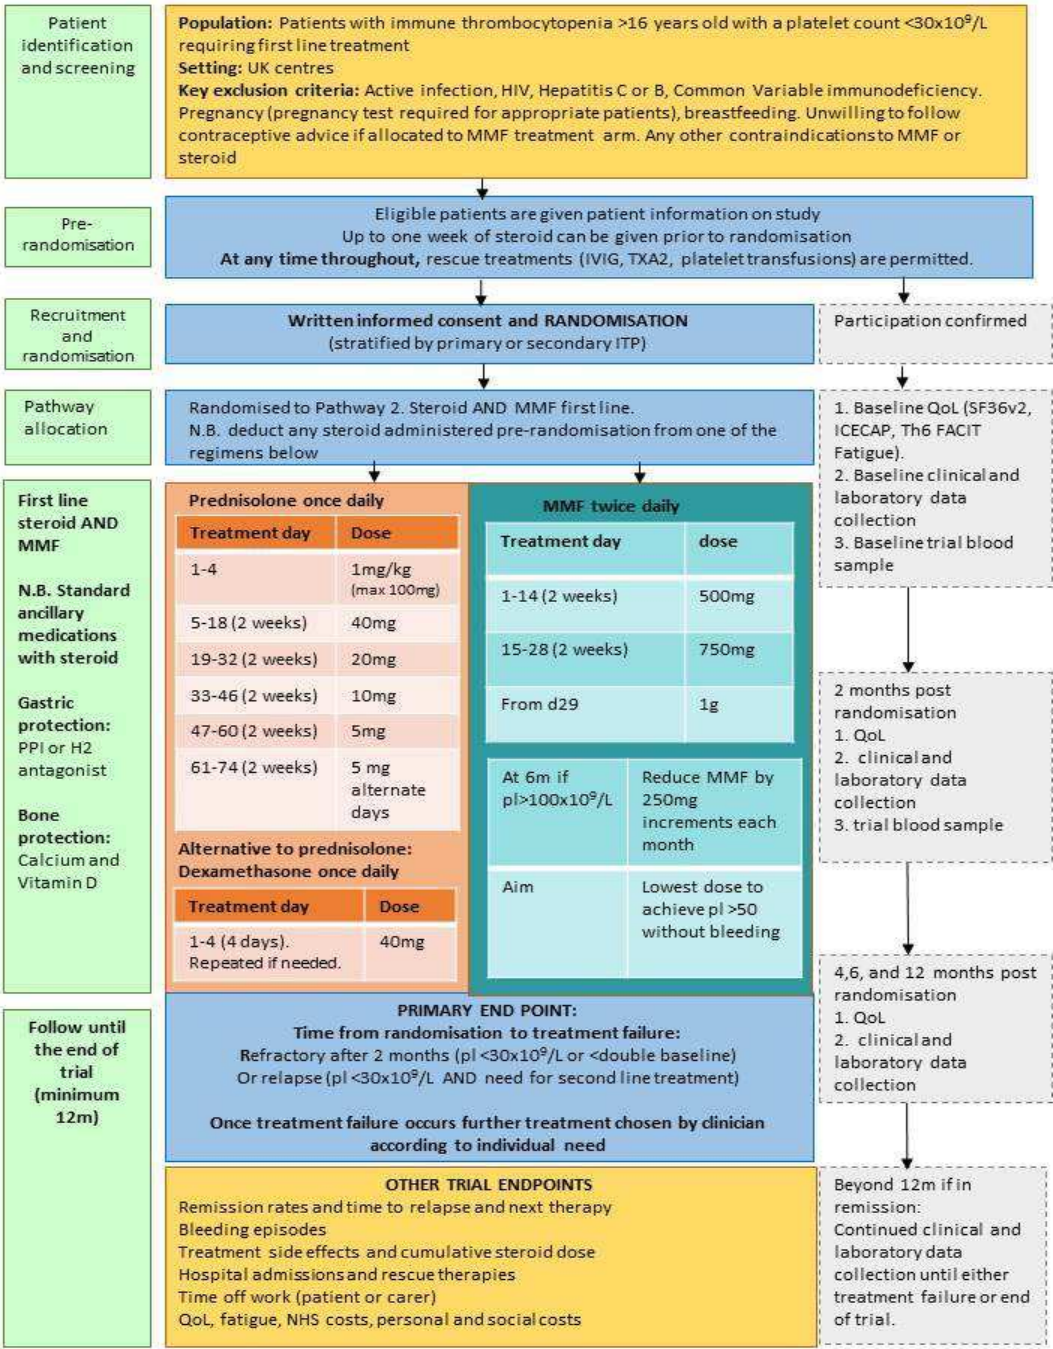 Patient
identification
and screening
Population: Patients with immune thrombocytopenia >16 years old with a platelet count <30x10⁹/L
requiring first line treatment
Setting: UK centres
Key exclusion criteria: Active infection, HIV, Hepatitis C or B, Common Variable immunodeficiency.
Pregnancy (pregnancy test required for appropriate patients), breastfeeding. Unwilling to follow
contraceptive advice if allocated to MMF treatment arm. Any other contraindications to MMF or
steroid
Pre-
randomisation
Eligible patients are given patient information on study
Up to one week of steroid can be given prior to randomisation
At any time throughout, rescue treatments (IVIG, TXA2, platelet transfusions) are permitted.
Recruitment
and
randomisation
Written informed consent and RANDOMISATION
(stratified by primary or secondary ITP)
Participation confirmed
Pathway
allocation
Randomised to Pathway 2. Steroid AND MMF first line.
N.B. deduct any steroid administered pre-randomisation from one of the
regimens below
1. Baseline QoL (SF36v2,
ICECAP, Th6 FACIT
Fatigue).
2. Baseline clinical and
laboratory data
collection
3. Baseline trial blood
sample
First line
steroid AND
MMF
N.B. Standard
ancillary
medications
with steroid
Gastric
protection:
PPI or H2
antagonist
Bone
protection:
Calcium and
Vitamin D
Prednisolone once daily
Treatment day Dose
1-4 1mg/kg
(max 100mg)
5-18 (2 weeks) 40mg
19-32 (2 weeks) 20mg
33-46 (2 weeks) 10mg
47-60 (2 weeks) 5mg
61-74 (2 weeks) 5 mg
alternate
days
Alternative to prednisolone:
Dexamethasone once daily
Treatment day Dose
1-4 (4 days). 40mg
Repeated if needed.
MMF twice daily
Treatment day dose
1-14 (2 weeks) 500mg
15-28 (2 weeks) 750mg
From d29 1g
At 6m if Reduce MMF by
pl>100x10⁹/L 250mg
increments each
month
Aim Lowest dose to
achieve pl >50
without bleeding
2 months post
randomisation
1. QoL
2. clinical and
laboratory data
collection
3. trial blood sample
4,6, and 12 months post
randomisation
1. QoL
2. clinical and
laboratory data
collection
Follow until
the end of
trial
(minimum
12m)
PRIMARY END POINT:
Time from randomisation to treatment failure:
Refractory after 2 months (pl <30x10⁹/L or <double baseline)
Or relapse (pl <30x10⁹/L AND need for second line treatment)
Once treatment failure occurs further treatment chosen by clinician
according to individual need
OTHER TRIAL ENDPOINTS
Remission rates and time to relapse and next therapy
Bleeding episodes
Treatment side effects and cumulative steroid dose
Hospital admissions and rescue therapies
Time off work (patient or carer)
QoL, fatigue, NHS costs, personal and social costs
Beyond 12m if in
remission:
Continued clinical and
laboratory data
collection until either
treatment failure or end
of trial.